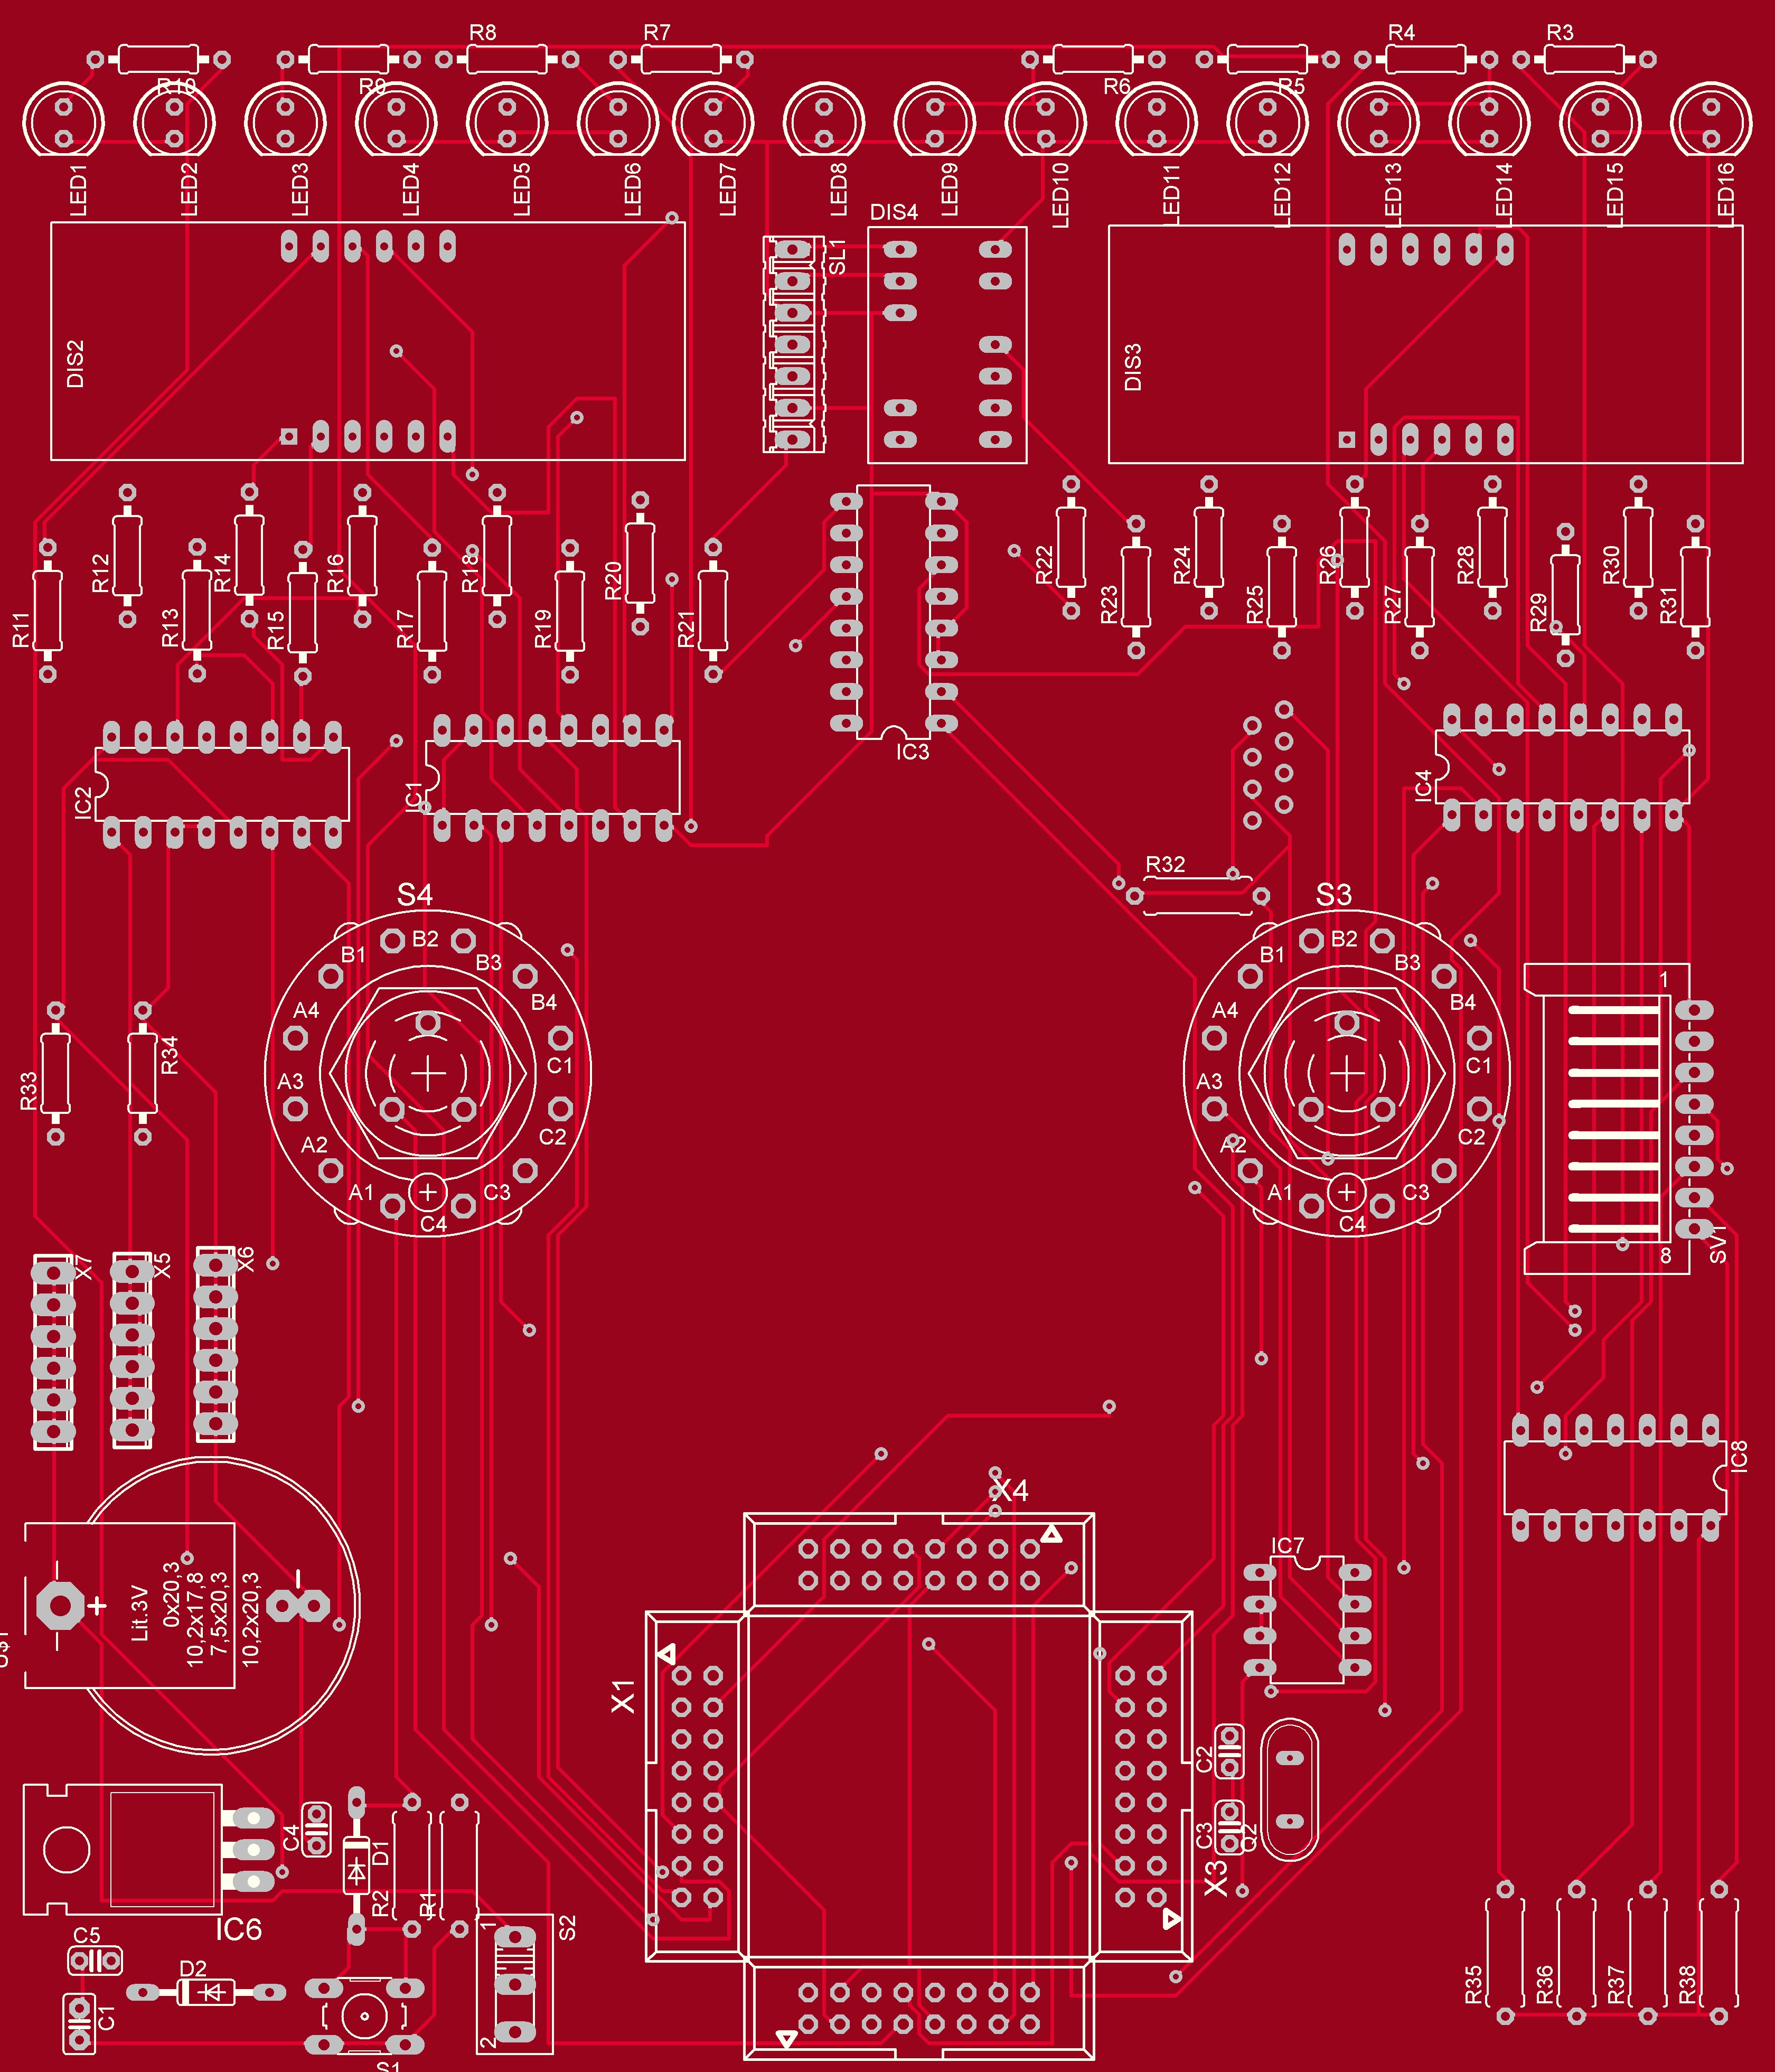 R8
R7
R4
R3
R10
R9
R6
R5
LED1
LED2
LED3
LED4
LED5
LED6
LED7
LED8
LED9
LED10
LED11
LED12
LED13
LED14
LED15
LED16
DIS4
SL1
DIS2
DIS3
R11
R12
R13
R14
R15
R16
R17
R18
R19
R20
R21
R22
R23
R24
R25
R26
R27
R28
R29
R30
R31
IC2
IC1
IC3
IC4
R32
S4
S3
B1
B2
B3
B4
A4
A3
A2
A1
C1
C2
C3
C4
B1
B2
B3
B4
A4
A3
A2
A1
C1
C2
C3
C4
1
8
SV1
R33
R34
X7
X5
X6
+
-
Lit.3V
0x20,3
10,2x17,8
7,5x20,3
10,2x20,3
X4
X1
X3
IC7
IC8
C2
C3
Q2
C4
D1
R2
R1
IC6
C5
D2
C1
S1
1
2
S2
R35
R36
R37
R38